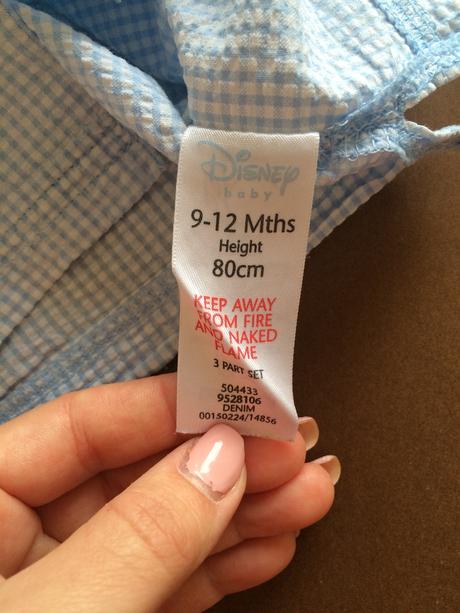 Disney
baby
9-12 Mths
Height
80cm
KEEP AWAY
FROM FIRE
AND NAKED
FLAME
3 PART SET
504433
9528106
DENIM
00150224/14856